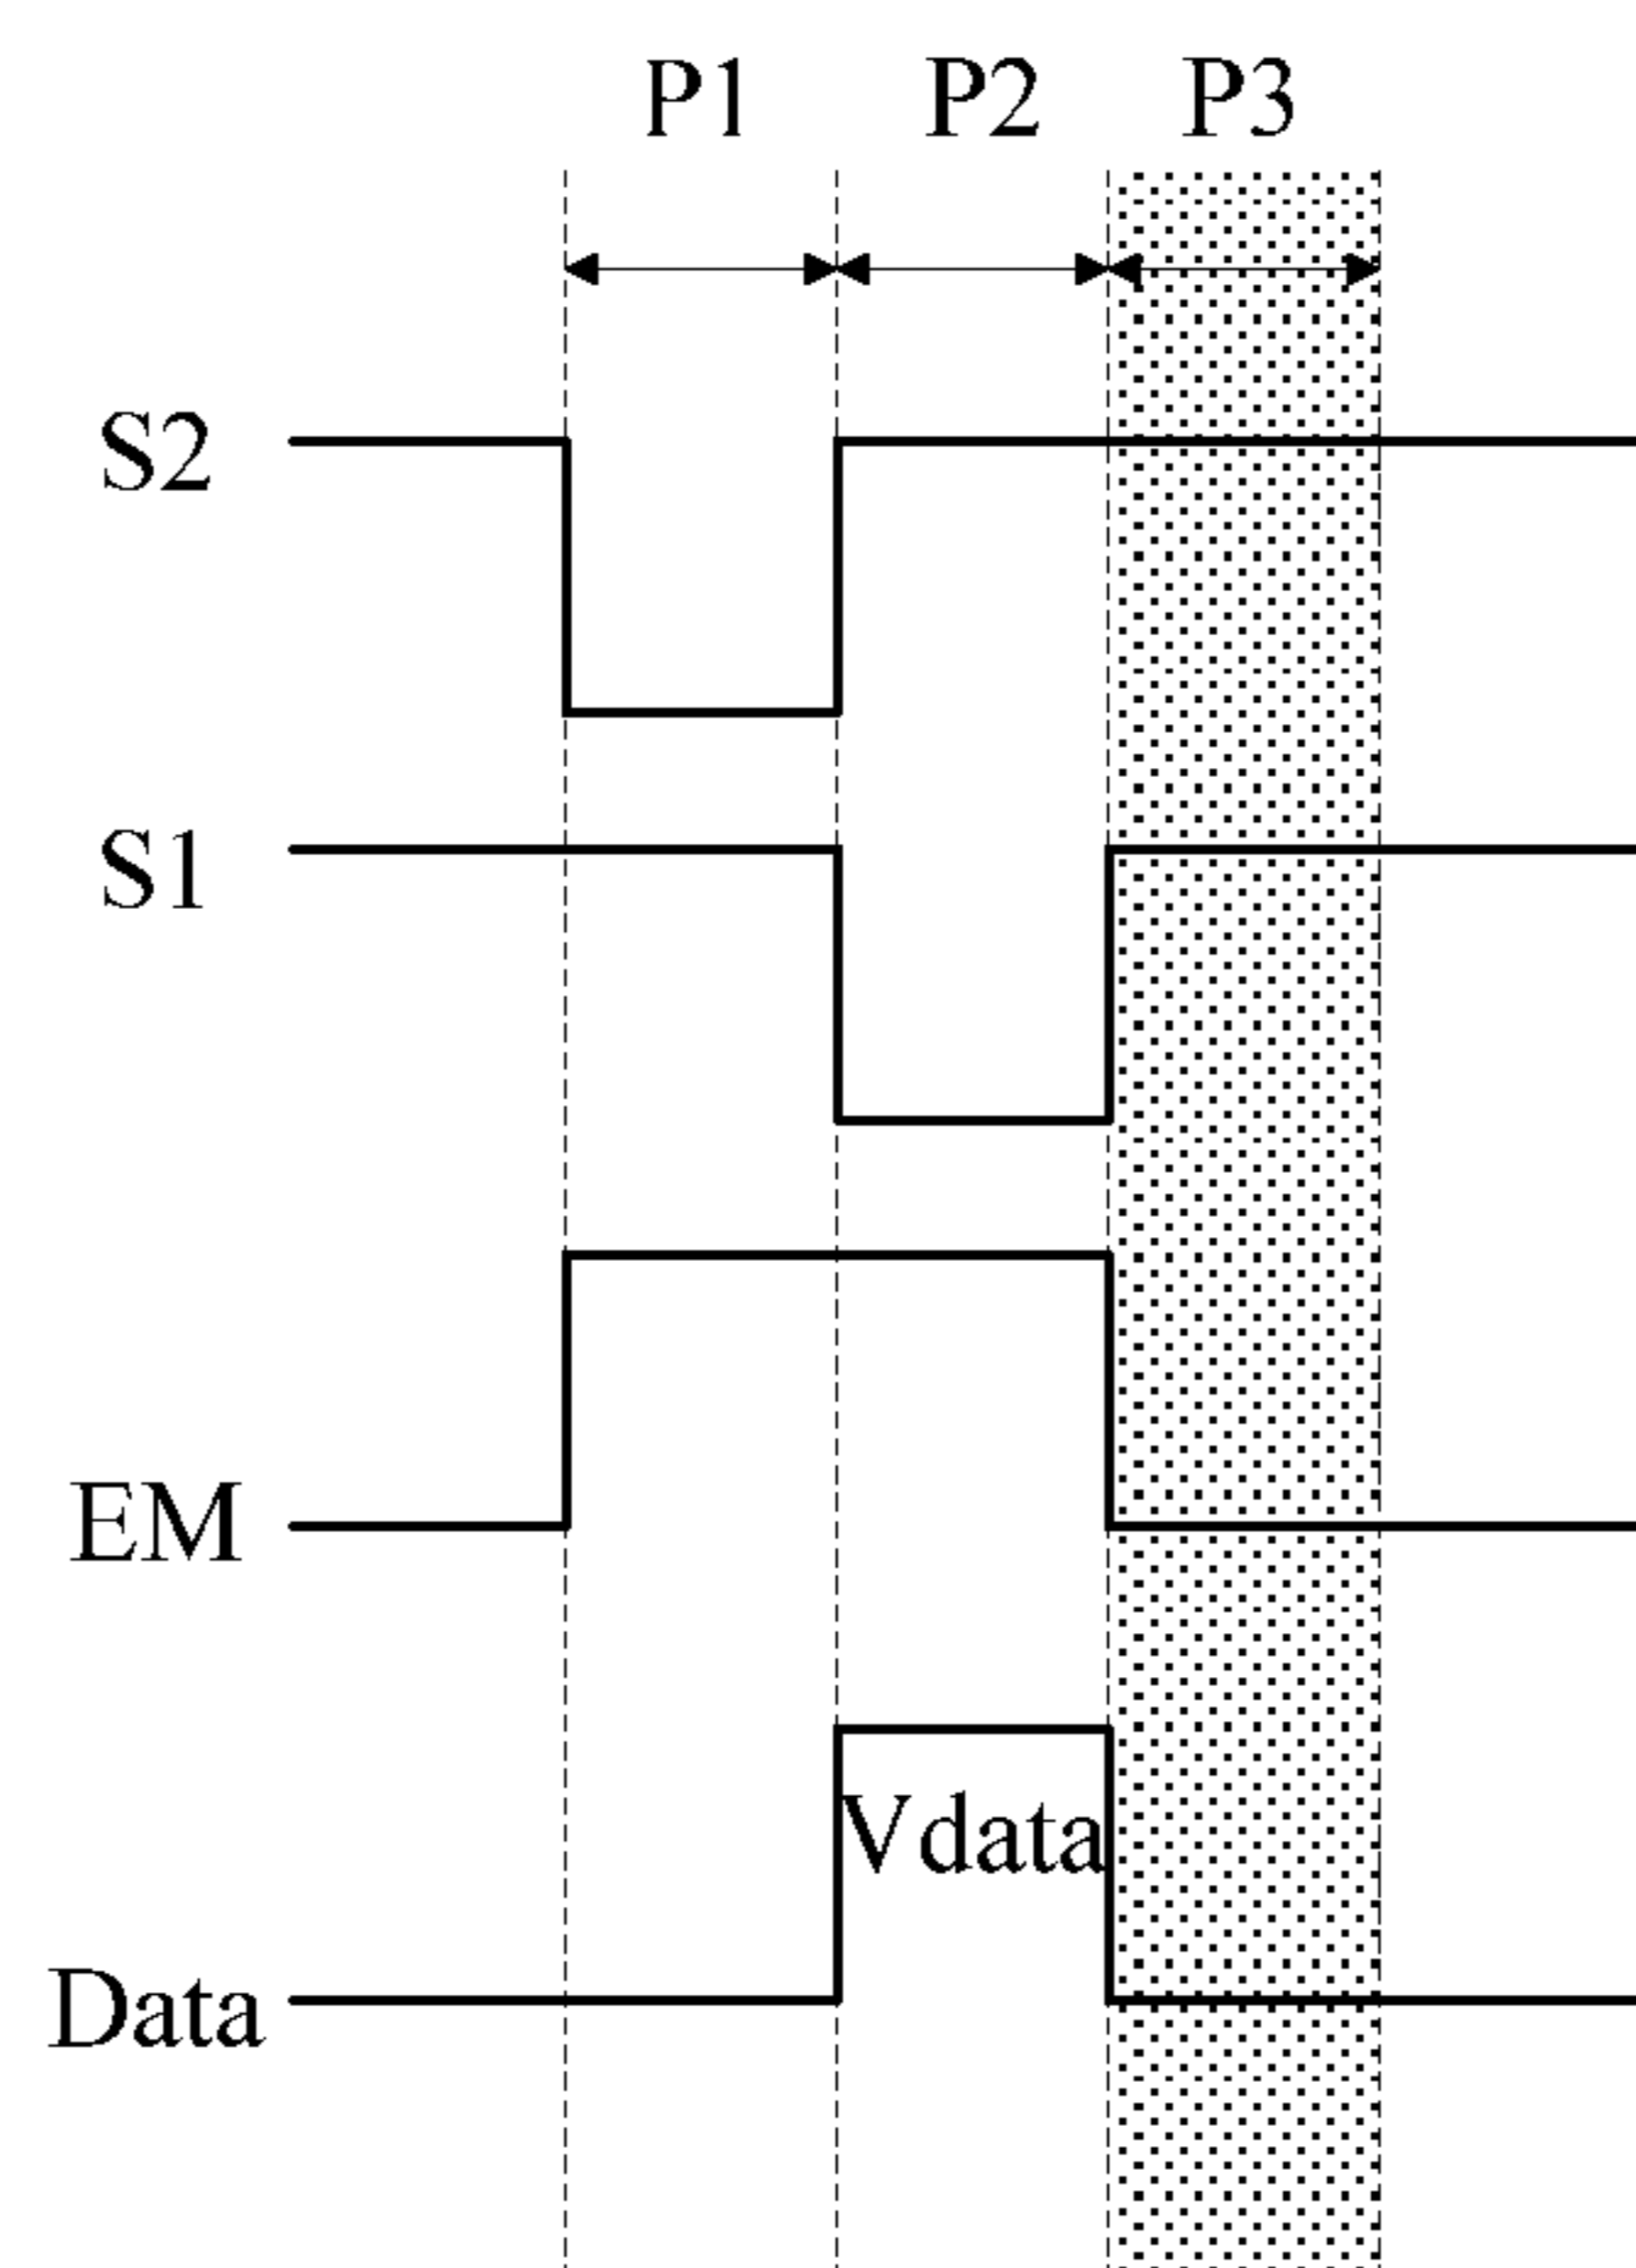 P1 P2 P3
S2
S1
EM
Vdata
Data